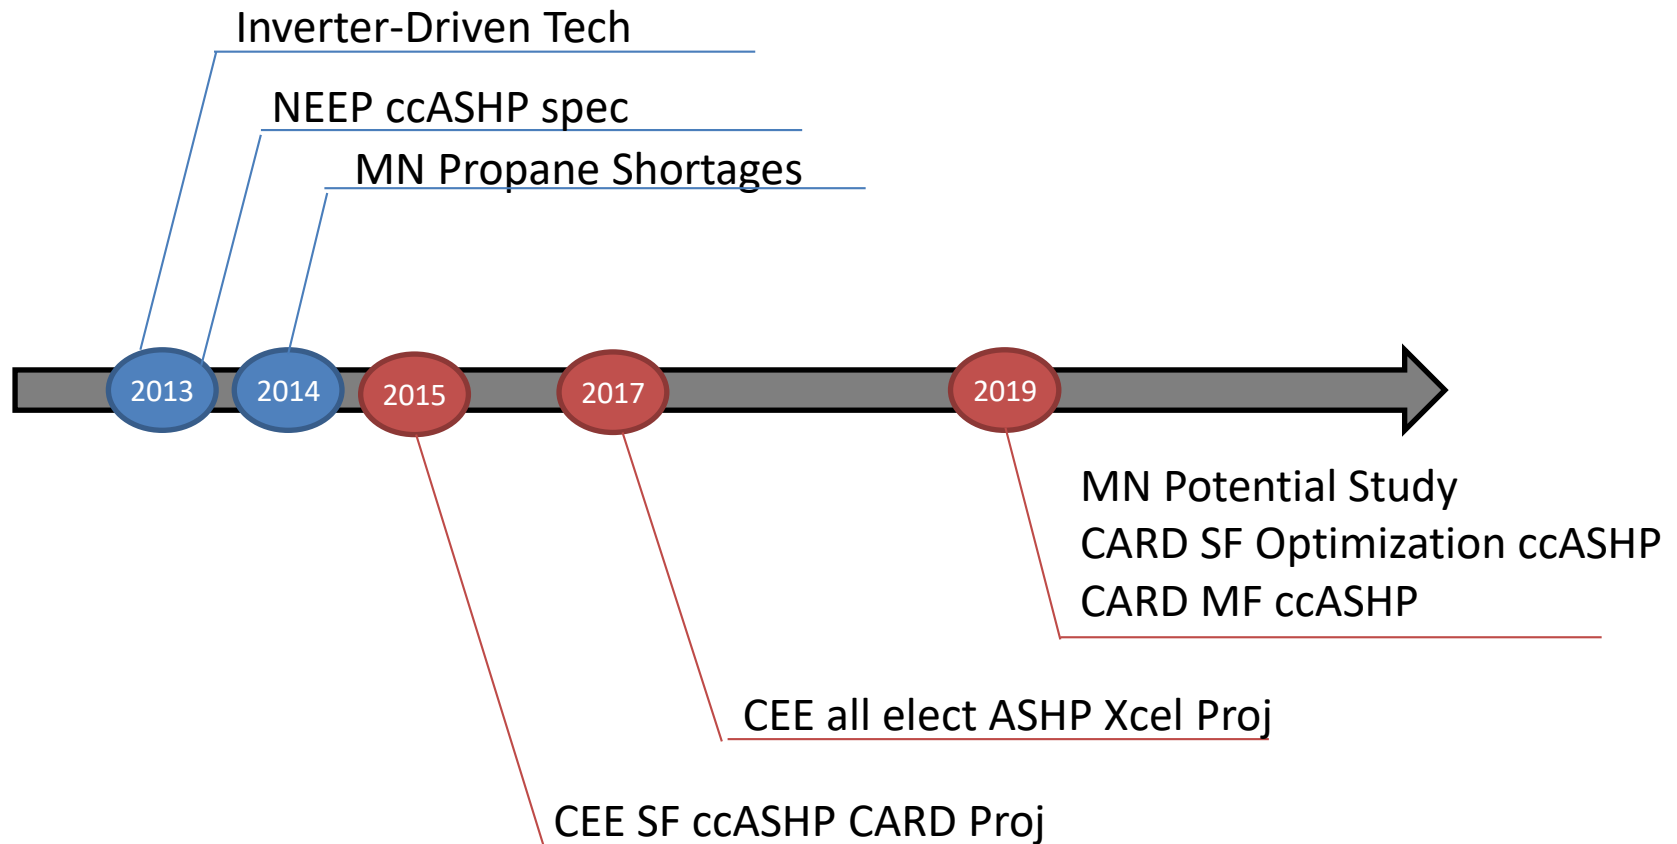 Inverter-Driven Tech
NEEP ccASHP spec
MN Propane Shortages
2013
2014
2015
2017
2019
MN Potential Study
CARD SF Optimization ccASHP
CARD MF ccASHP
CEE all elect ASHP Xcel Proj
CEE SF ccASHP CARD Proj